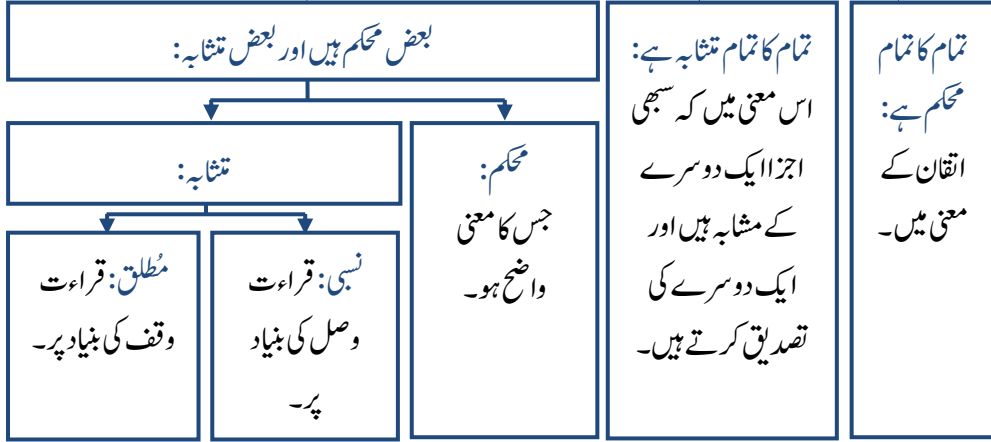 تمام کا تمام
محکم ہے:
اتقان کے
معنی میں۔
تمام کا تمام متشابہ ہے:
اس معنی میں کہ سبھی
اجزا ایک دوسرے
کے مشابہ ہیں اور
ایک دوسرے کی
تصدیق کرتے ہیں۔
بعض محکم ہیں اور بعض متشابہ:
محکم:
جس کا معنی
واضح ہو۔
متشابہ:
نسبی: قراءت
وصل کی بنیاد
پر۔
مُطلق: قراءت
وقف کی بنیاد پر۔